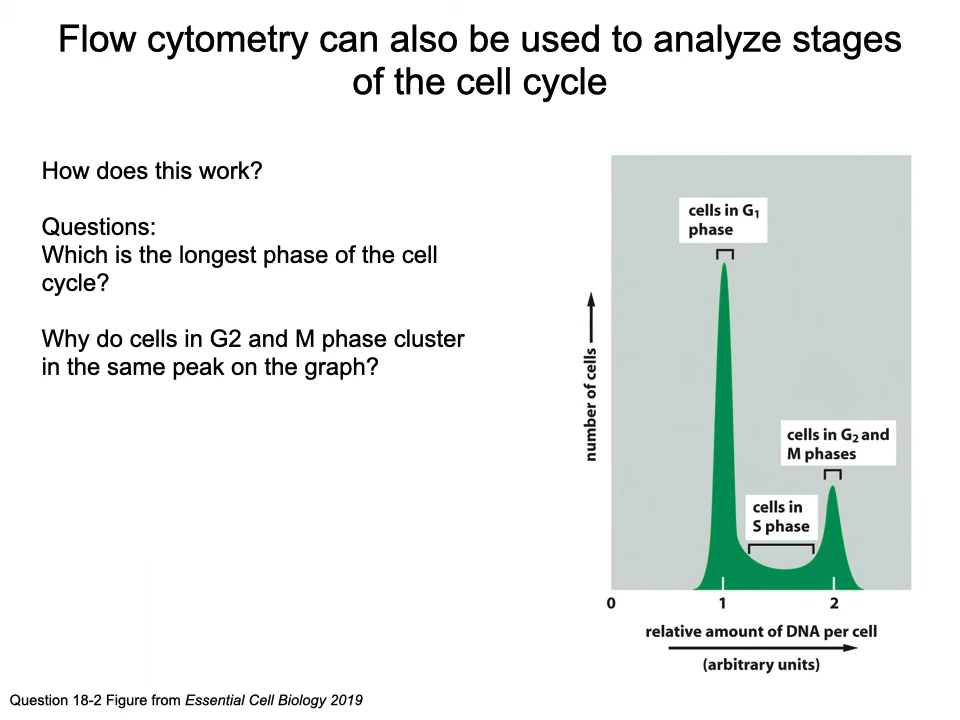 Flow cytometry can also be used to analyze stages
of the cell cycle
How does this work?
Questions:
Which is the longest phase of the cell
cycle?
Why do cells in G2 and M phase cluster
in the same peak on the graph?
cells in G₁
phase
number of cells
cells in G₂ and
M phases
cells in
S phase
0 1 2
relative amount of DNA per cell
(arbitrary units)
Question 18-2 Figure from Essential Cell Biology 2019